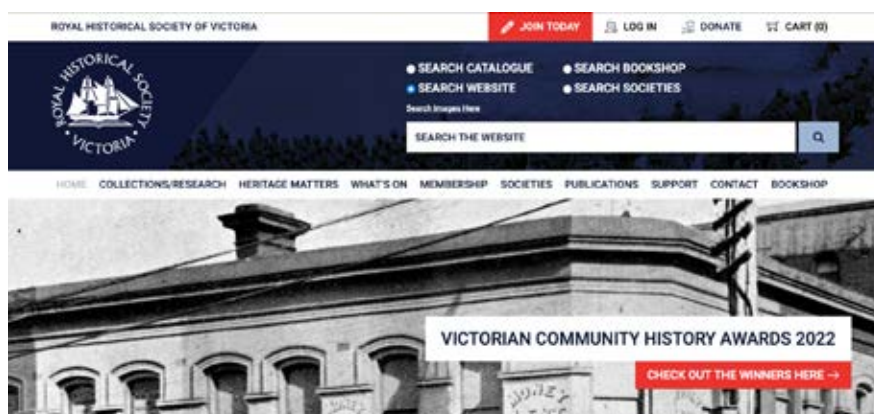 ROYAL HISTORICAL SOCIETY OF VICTORIA
JOIN TODAY
LOG IN
DONATE
CART (0)
ROYAL HISTORICAL SOCIETY
VICTORIA
SEARCH CATALOGUE
SEARCH BOOKSHOP
SEARCH WEBSITE
SEARCH SOCIETIES
Search Images Here
SEARCH THE WEBSITE
HOME COLLECTIONS/RESEARCH HERITAGE MATTERS WHAT'S ON MEMBERSHIP SOCIETIES PUBLICATIONS SUPPORT CONTACT BOOKSHOP
VICTORIAN COMMUNITY HISTORY AWARDS 2022
CHECK OUT THE WINNERS HERE →
MONEY